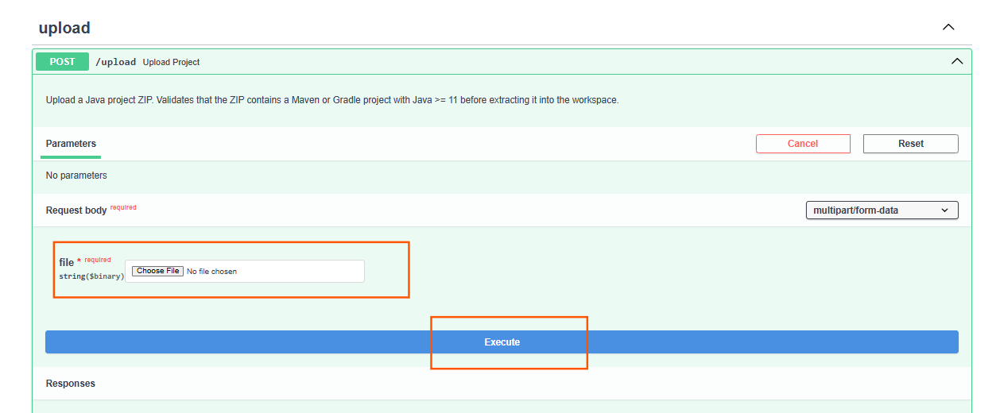 upload
POST /upload Upload Project
Upload a Java project ZIP. Validates that the ZIP contains a Maven or Gradle project with Java >= 11 before extracting it into the workspace.
Parameters Cancel Reset
No parameters
Request body required multipart/form-data
file * required
string($binary) Choose File No file chosen
Execute
Responses